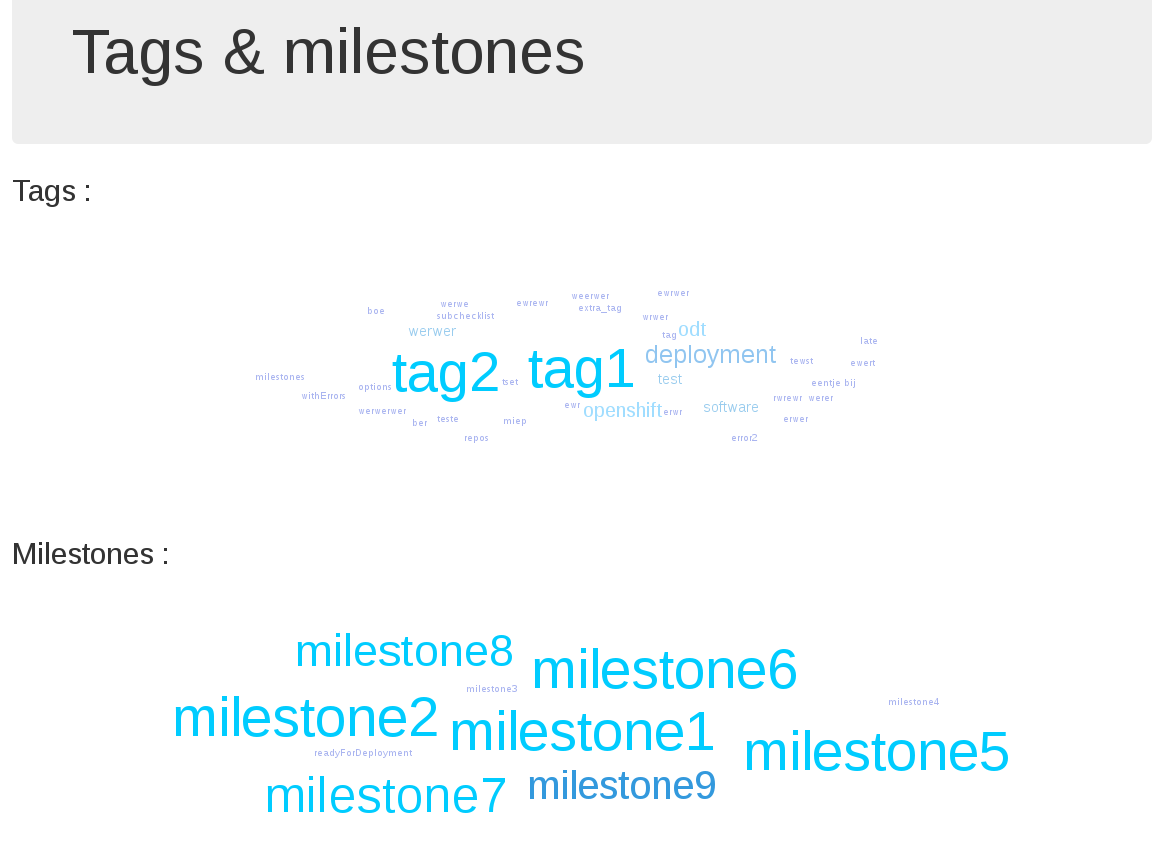 Tags & milestones
Tags :
weerwer
ewrwer
werwe
ewrewr
extra_tag
boe
subchecklist
wrwer
werwer
tag
odt
late
deployment
tag2
tag1
tewst
ewert
milestones
test
options
tset
eentje bij
withErrors
rwrewr
werer
ewr
openshift
erwr
software
werwerwer
ber
teste
miep
erwer
repos
error2
Milestones :
milestone8
milestone6
milestone3
milestone4
milestone2
milestone1
milestone5
readyForDeployment
milestone7
milestone9